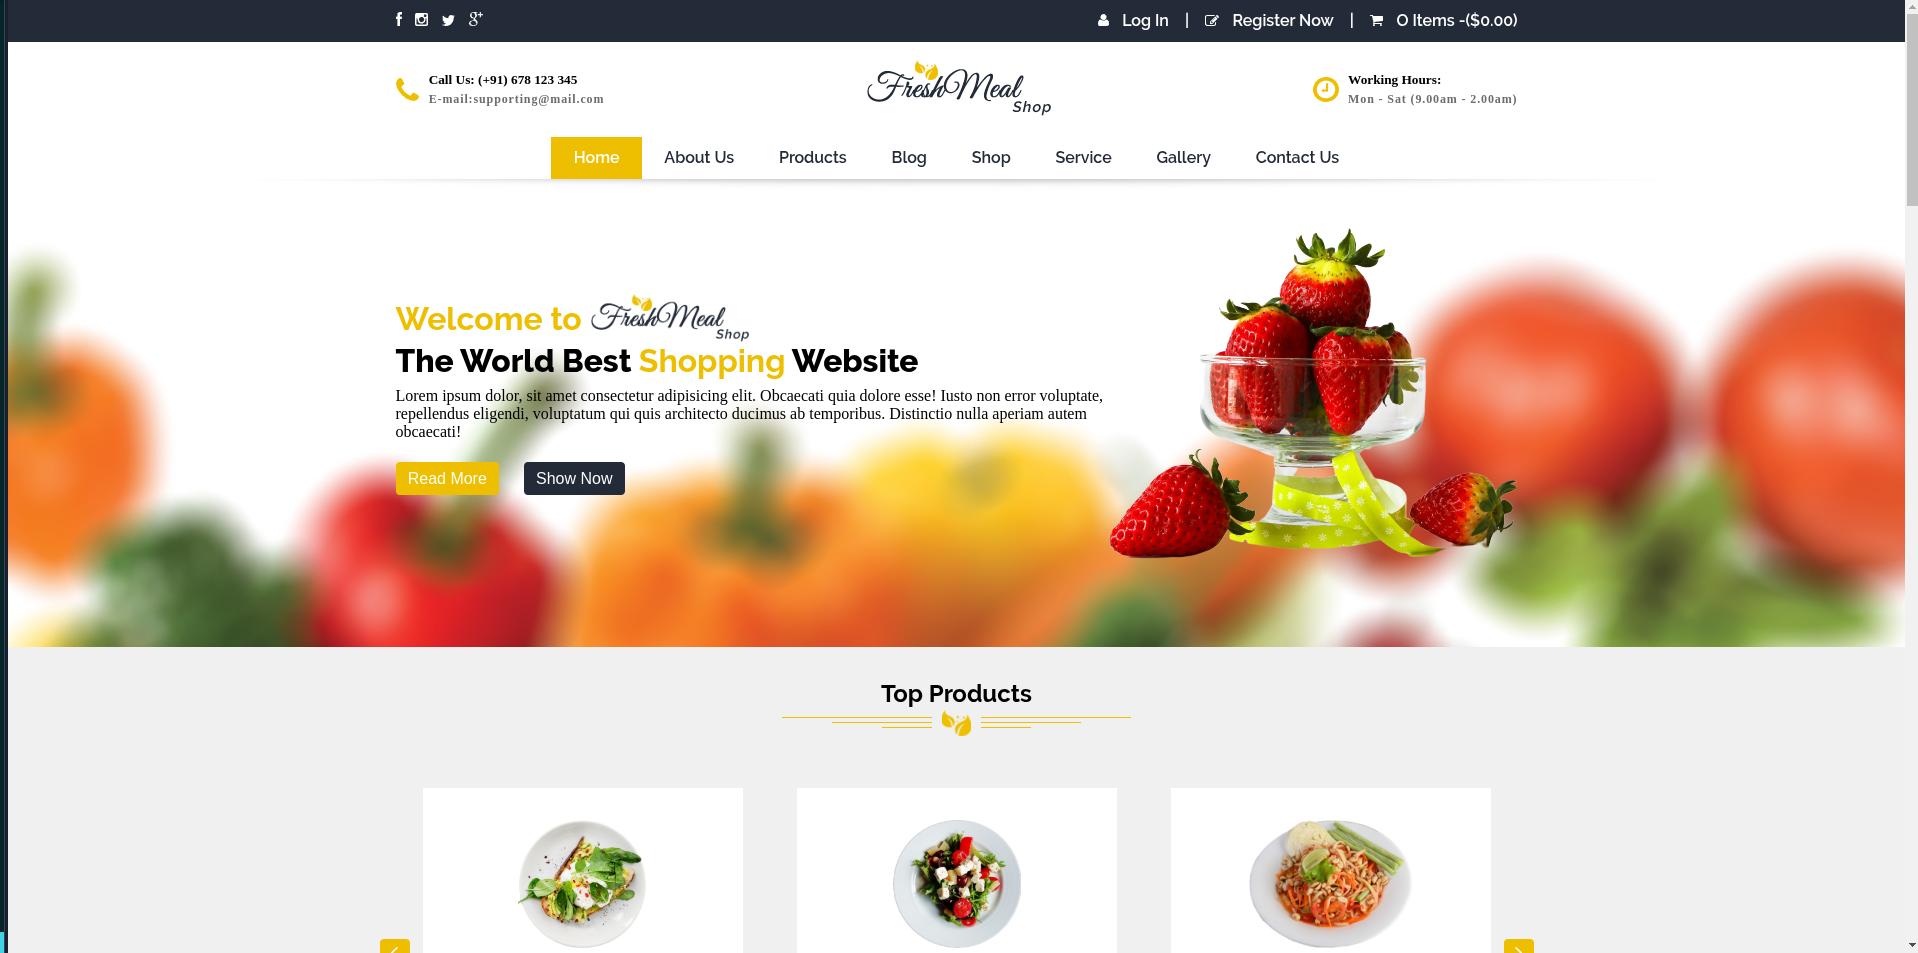 Log In | Register Now | 0 Items -($0.00)
Call Us: (+91) 678 123 345
E-mail:supporting@mail.com
FreshMeal
Shop
Working Hours:
Mon - Sat (9.00am - 2.00am)
Home About Us Products Blog Shop Service Gallery Contact Us
Welcome to FreshMeal
Shop
The World Best Shopping Website
Lorem ipsum dolor, sit amet consectetur adipisicing elit. Obcaecati quia dolore esse! Iusto non error voluptate,
repellendus eligendi, voluptatum qui quis architecto ducimus ab temporibus. Distinctio nulla aperiam autem
obcaecati!
Read More Show Now
Top Products